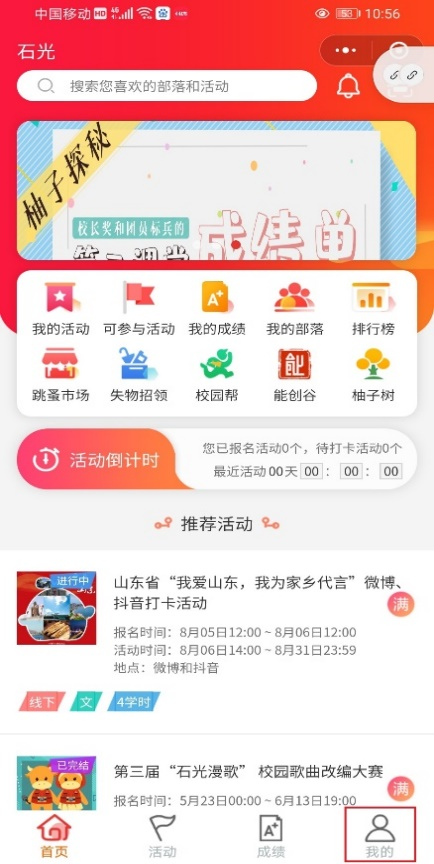 中国移动 HD 4G 53 10:56
石光
搜索您喜欢的部落和活动
柚子探秘
校长奖和团员标兵的
第二课堂成绩单
我的活动 可参与活动 我的成绩 我的部落 排行榜
跳蚤市场 失物招领 校园帮 能创谷 柚子树
活动倒计时
您已报名活动0个，待打卡活动0个
最近活动 00天 00 : 00 : 00
推荐活动
进行中
山东省“我爱山东，我为家乡代言”微博、
抖音打卡活动
满
报名时间：8月05日12:00 ~ 8月06日12:00
活动时间：8月06日14:00 ~ 8月31日23:59
地点：微博和抖音
线下 文 4学时
已完结
第三届“石光漫歌” 校园歌曲改编大赛
满
报名时间：5月23日00:00 ~ 6月13日19:00
首页 活动 成绩 我的